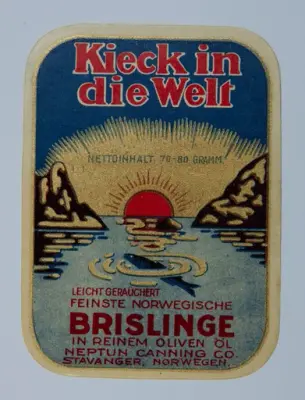 Kieck in
die Welt
NETTOINHALT 70-80 GRAMM
LEICHT GERAUCHERT
FEINSTE NORWEGISCHE
BRISLINGE
IN REINEM OLIVEN ÖL
NEPTUN CANNING CO.
STAVANGER, NORWEGEN.